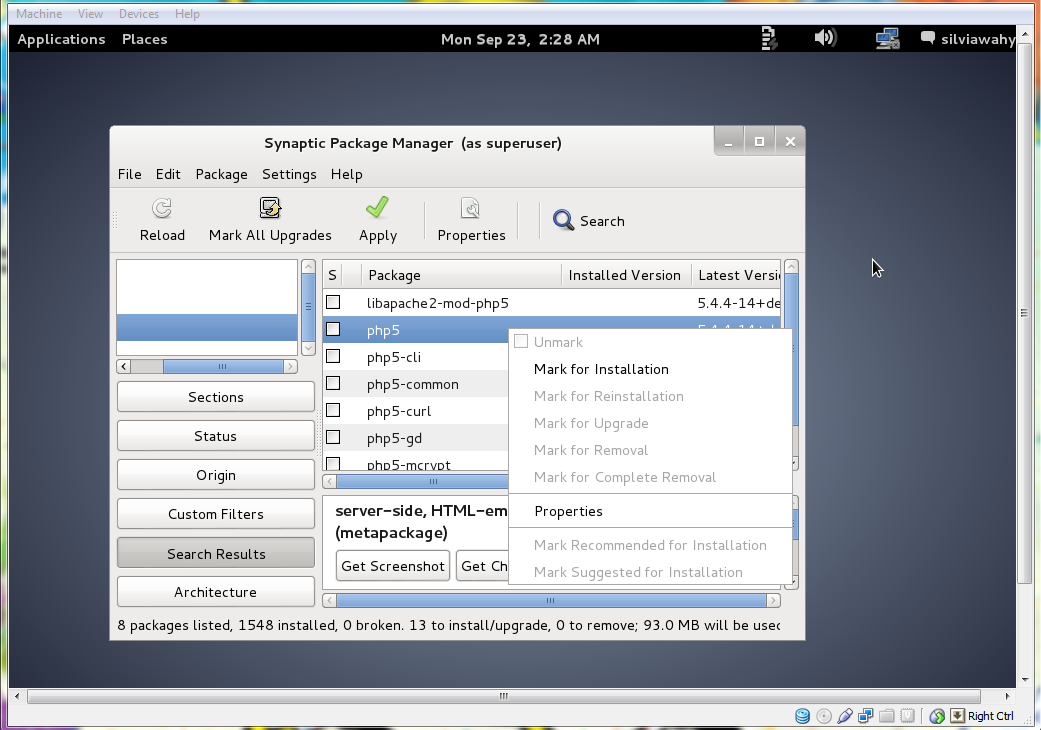 Machine View Devices Help
Applications Places Mon Sep 23, 2:28 AM silviawahy
Synaptic Package Manager (as superuser)
File Edit Package Settings Help
Reload Mark All Upgrades Apply Properties Search
S Package Installed Version Latest Versi
libapache2-mod-php5 5.4.4-14+de
php5
php5-cli
php5-common
php5-curl
php5-gd
php5-mcrypt
Unmark
Mark for Installation
Mark for Reinstallation
Mark for Upgrade
Mark for Removal
Mark for Complete Removal
Properties
Mark Recommended for Installation
Mark Suggested for Installation
Sections
Status
Origin
Custom Filters
Search Results
Architecture
server-side, HTML-em
(metapackage)
Get Screenshot Get Ch
8 packages listed, 1548 installed, 0 broken. 13 to install/upgrade, 0 to remove; 93.0 MB will be used
Right Ctrl